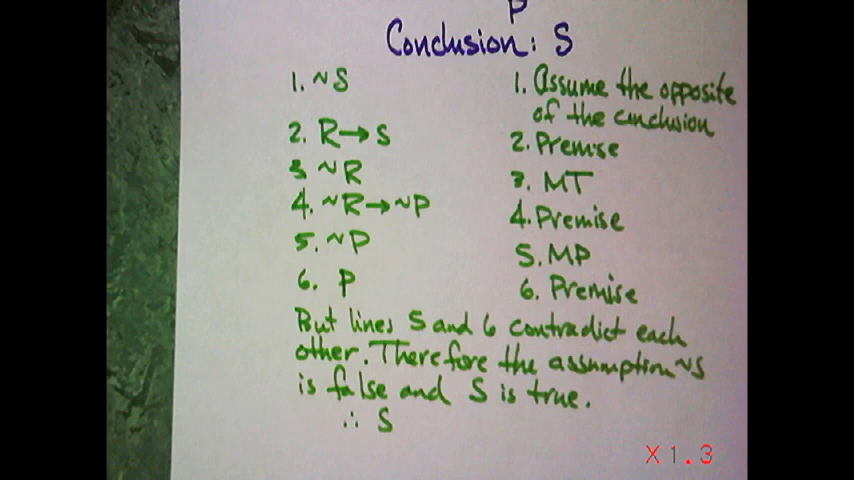 P
Conclusion: S
1. ~S
1. Assume the opposite
of the conclusion
2. R→S
2. Premise
3 ~R
3. MT
4. ~R→~P
4. Premise
5. ~P
5. MP
6. P
6. Premise
But lines 5 and 6 contradict each
other. Therefore the assumption ~S
is false and S is true.
∴ S
X1.3